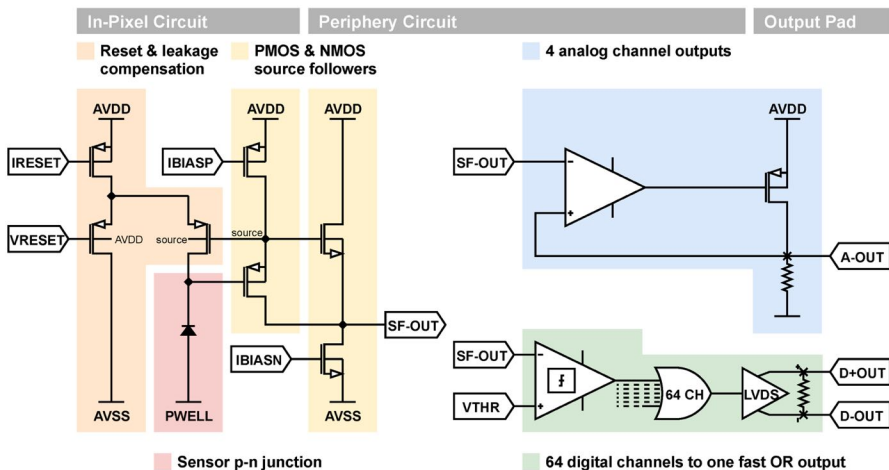 In-Pixel Circuit
Periphery Circuit
Output Pad
Reset & leakage
compensation
PMOS & NMOS
source followers
4 analog channel outputs
AVDD
AVDD
AVDD
AVDD
IRESET
IBIASP
SF-OUT
VRESET
AVDD
source
source
A-OUT
SF-OUT
SF-OUT
IBIASN
D+OUT
64 CH
LVDS
VTHR
D-OUT
AVSS
PWELL
AVSS
Sensor p-n junction
64 digital channels to one fast OR output